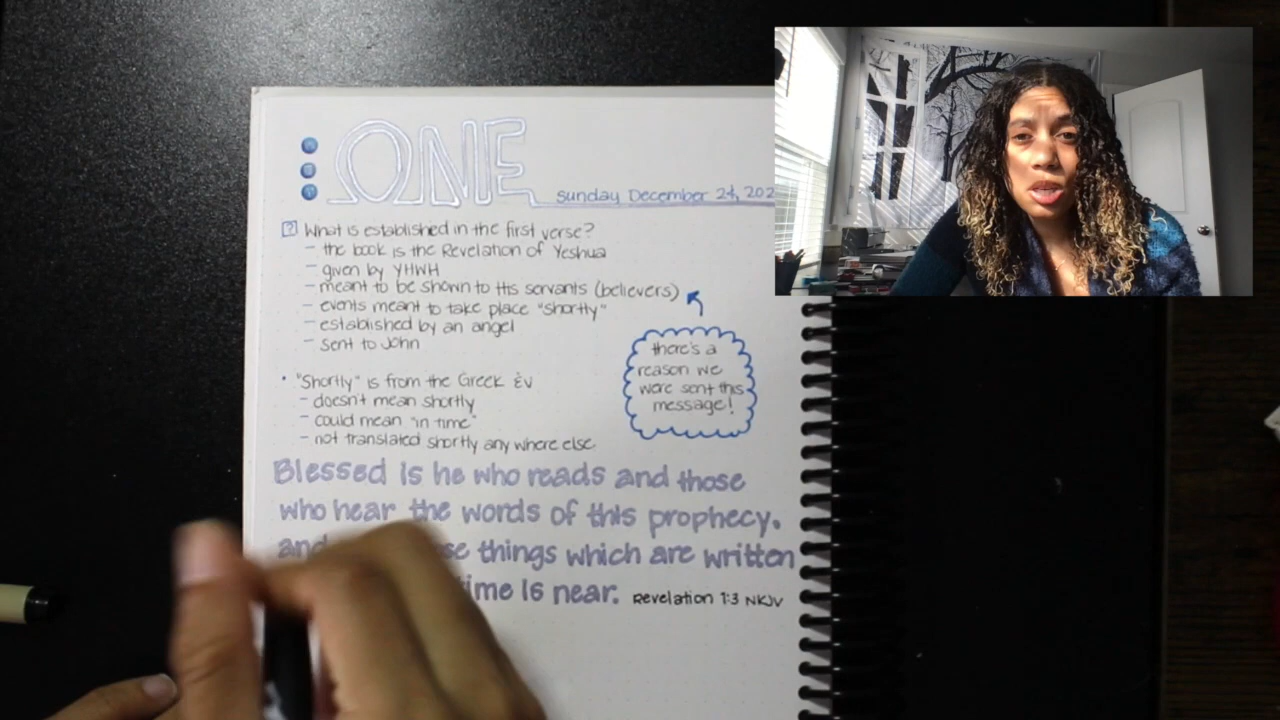 ONE
sunday December 24, 202
? What is established in the first verse?
- the book is the Revelation of Yeshua
- given by YHWH
- meant to be shown to His servants (believers)
- events meant to take place "shortly"
- established by an angel
- sent to John
there's a
reason we
were sent this
message!
• "Shortly" is from the Greek ἐν
- doesn't mean shortly
- could mean "in time"
- not translated shortly any where else
Blessed is he who reads and those
who hear the words of this prophecy.
and things which are written
time is near. Revelation 1:3 NKJV